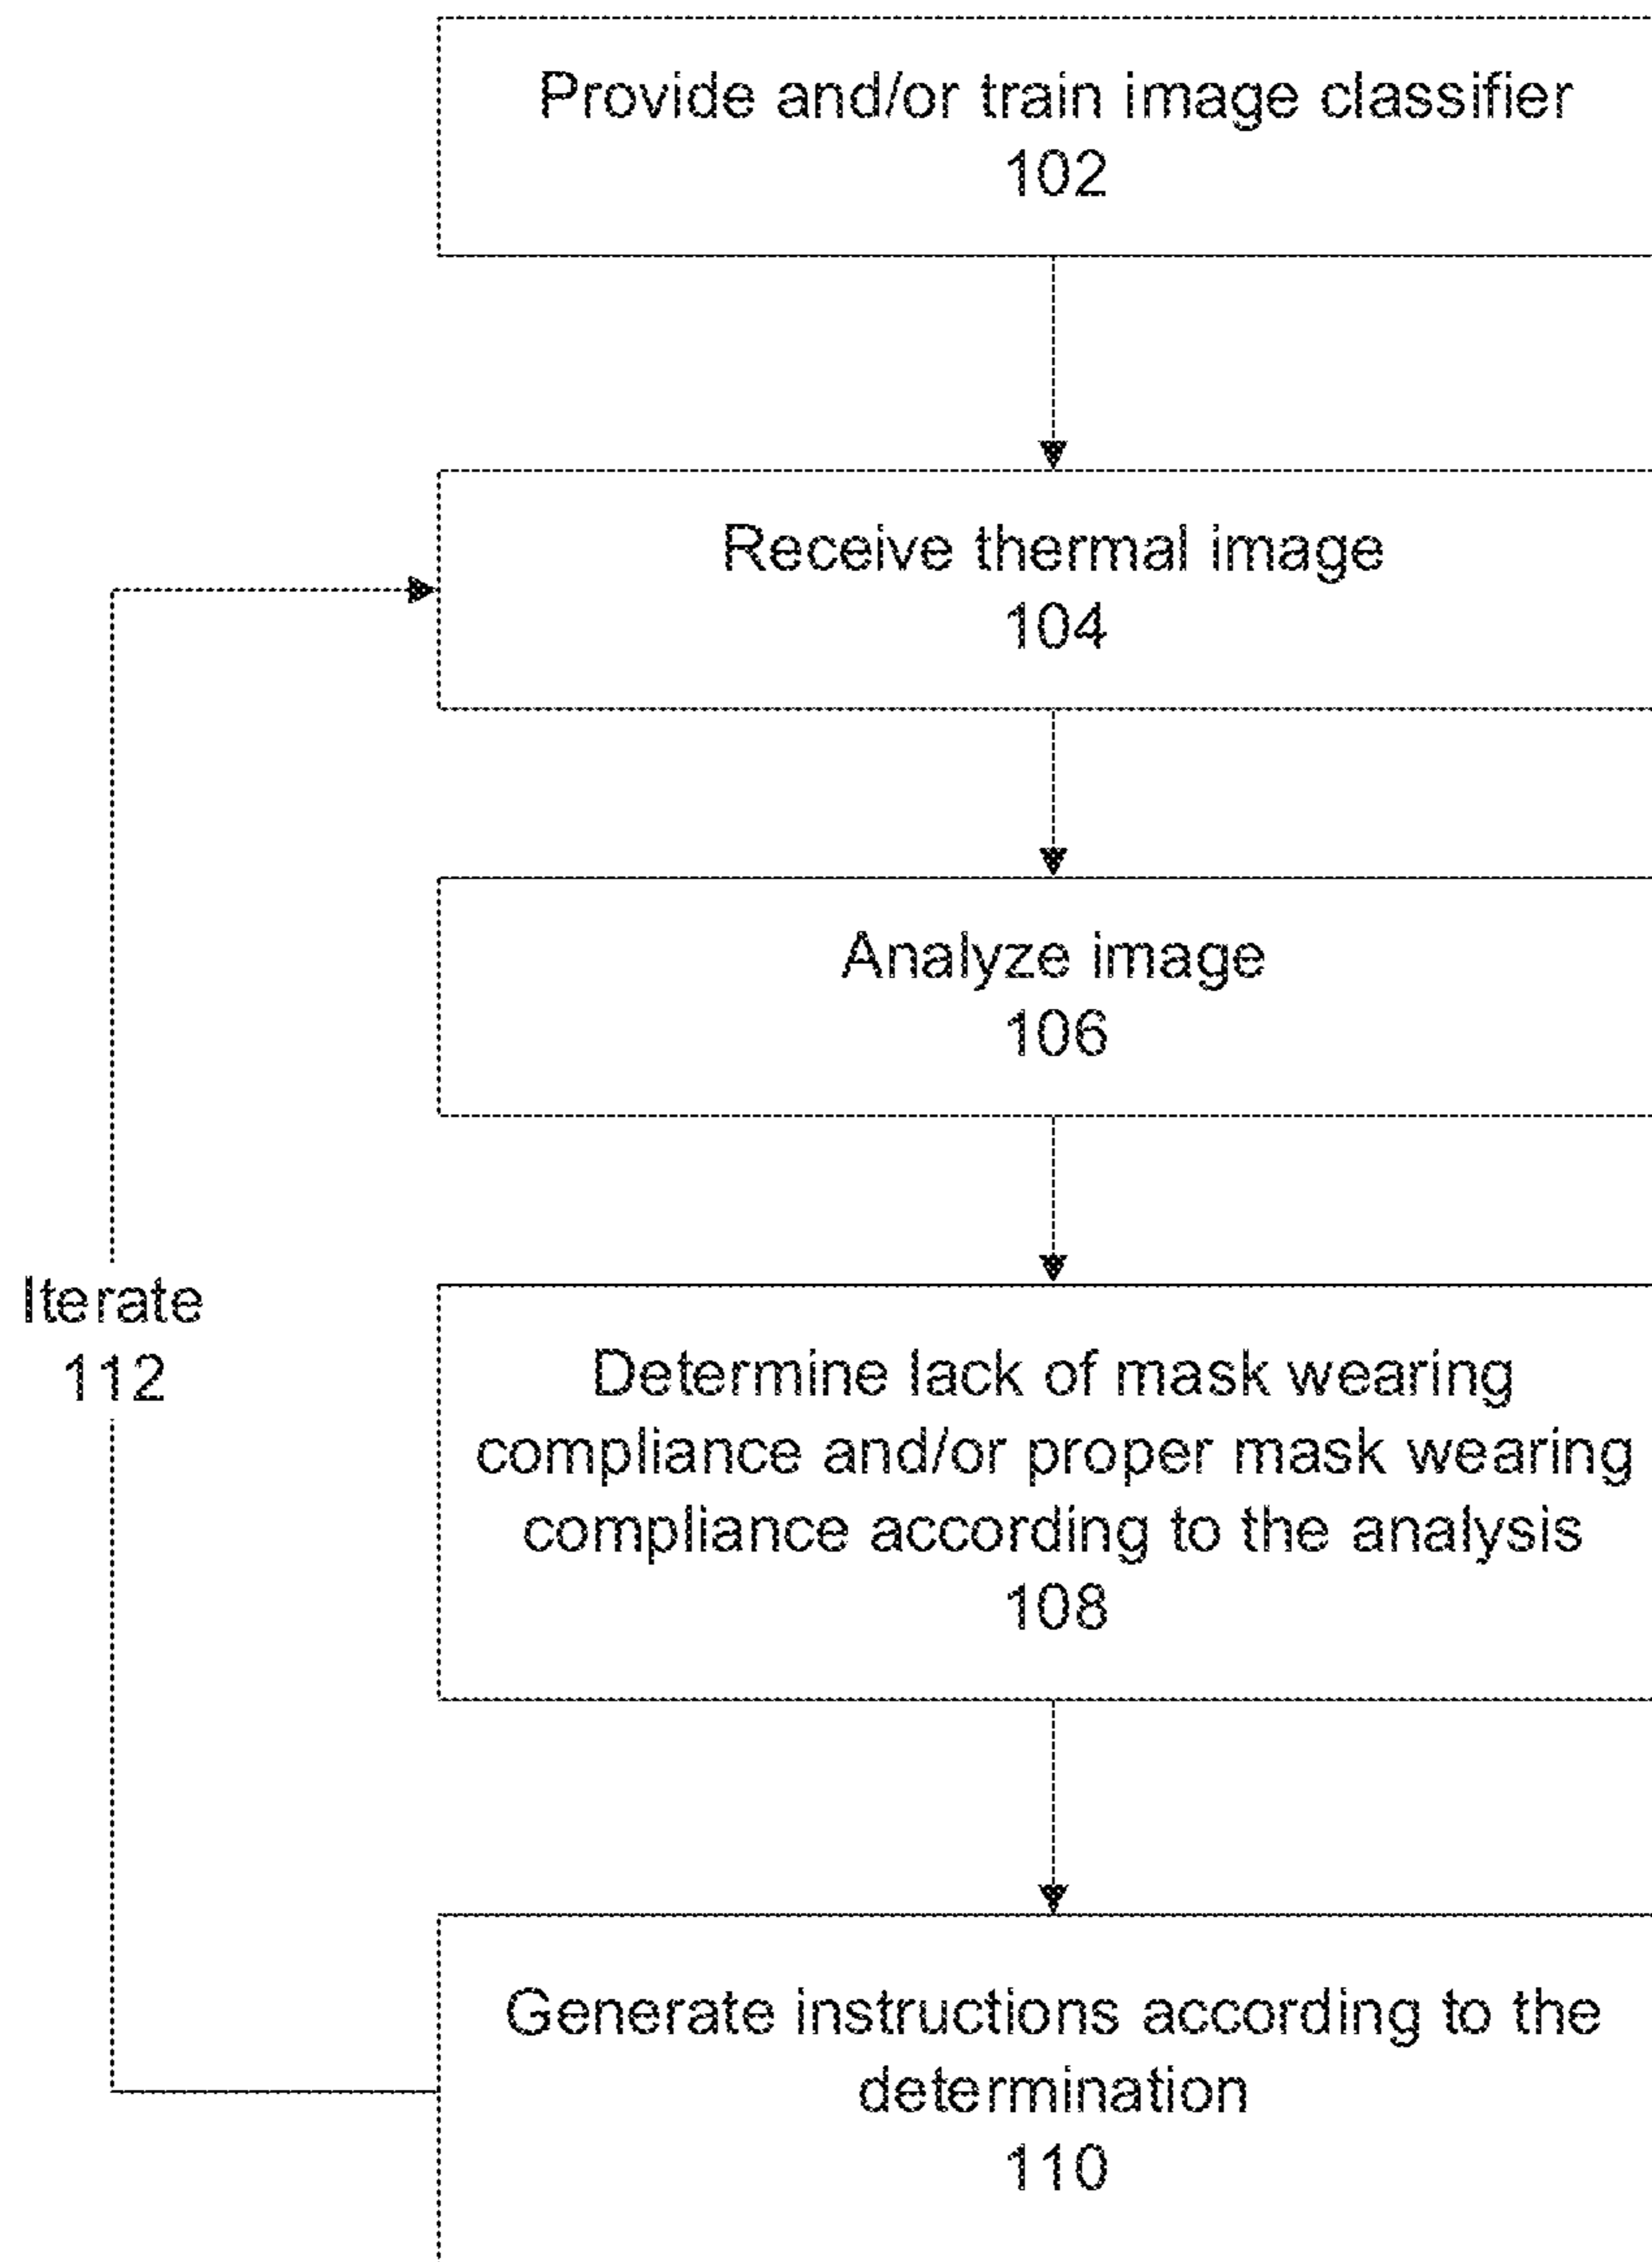 Provide and/or train image classifier
102
Receive thermal image
104
Analyze image
106
Iterate
112
Determine lack of mask wearing
compliance and/or proper mask wearing
compliance according to the analysis
108
Generate instructions according to the
determination
110